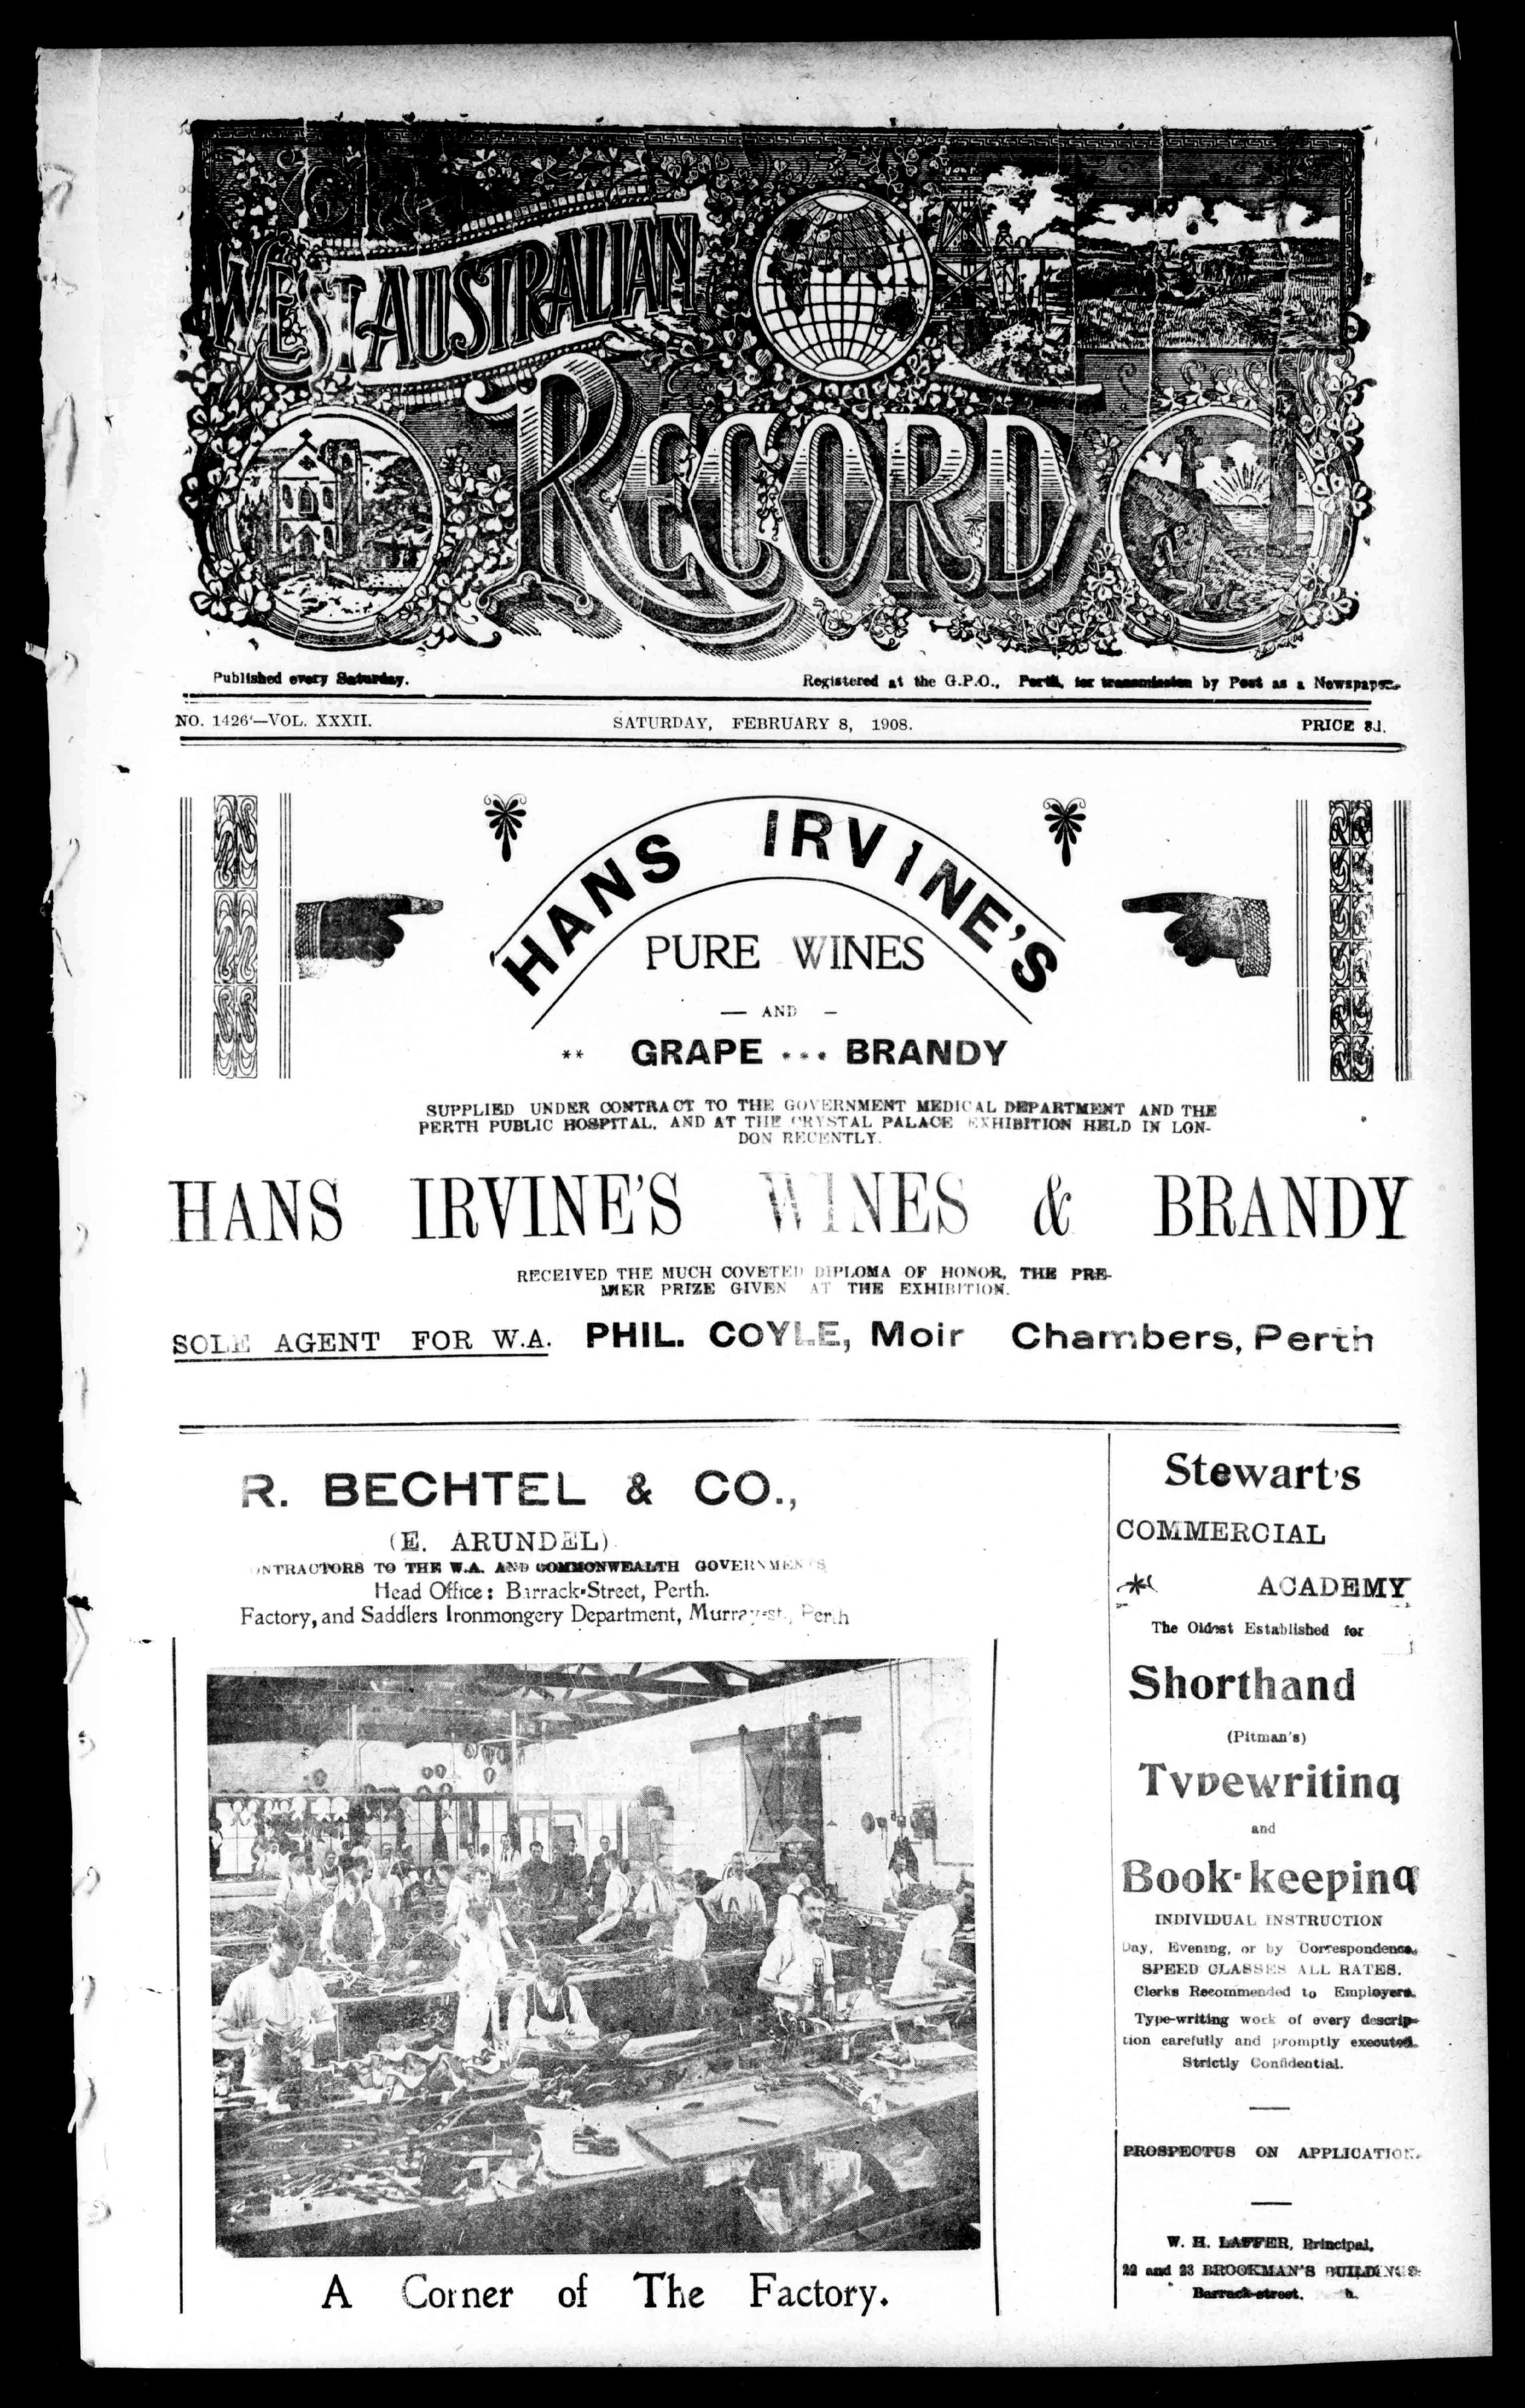 WEST AUSTRALIAN
RECORD
Published every Saturday.
Registered at the G.P.O., Perth, for transmission by Post as a Newspaper.
NO. 1426—VOL. XXXII.
SATURDAY, FEBRUARY 8, 1908.
PRICE 3d.
HANS IRVINE'S
PURE WINES
— AND —
** GRAPE ... BRANDY
SUPPLIED UNDER CONTRACT TO THE GOVERNMENT MEDICAL DEPARTMENT AND THE
PERTH PUBLIC HOSPITAL, AND AT THE CRYSTAL PALACE EXHIBITION HELD IN LON-
DON RECENTLY.
HANS IRVINE'S WINES & BRANDY
RECEIVED THE MUCH COVETED DIPLOMA OF HONOR, THE PRE-
MIER PRIZE GIVEN AT THE EXHIBITION.
SOLE AGENT FOR W.A. PHIL. COYLE, Moir Chambers, Perth
R. BECHTEL & CO.,
(E. ARUNDEL)
ONTRACTORS TO THE W.A. AND COMMONWEALTH GOVERNMENTS
Head Office: Barrack-Street, Perth.
Factory, and Saddlers Ironmongery Department, Murray-st., Perth
A Corner of The Factory.
Stewart's
COMMERCIAL
ACADEMY
The Oldest Established for
Shorthand
(Pitman's)
Typewriting
and
Book-keeping
INDIVIDUAL INSTRUCTION
Day, Evening, or by Correspondence.
SPEED CLASSES ALL RATES.
Clerks Recommended to Employers.
Type-writing work of every descrip-
tion carefully and promptly executed.
Strictly Confidential.
PROSPECTUS ON APPLICATION.
W. H. LAFFER, Principal,
22 and 23 BROOKMAN'S BUILDINGS
Barrack-street,